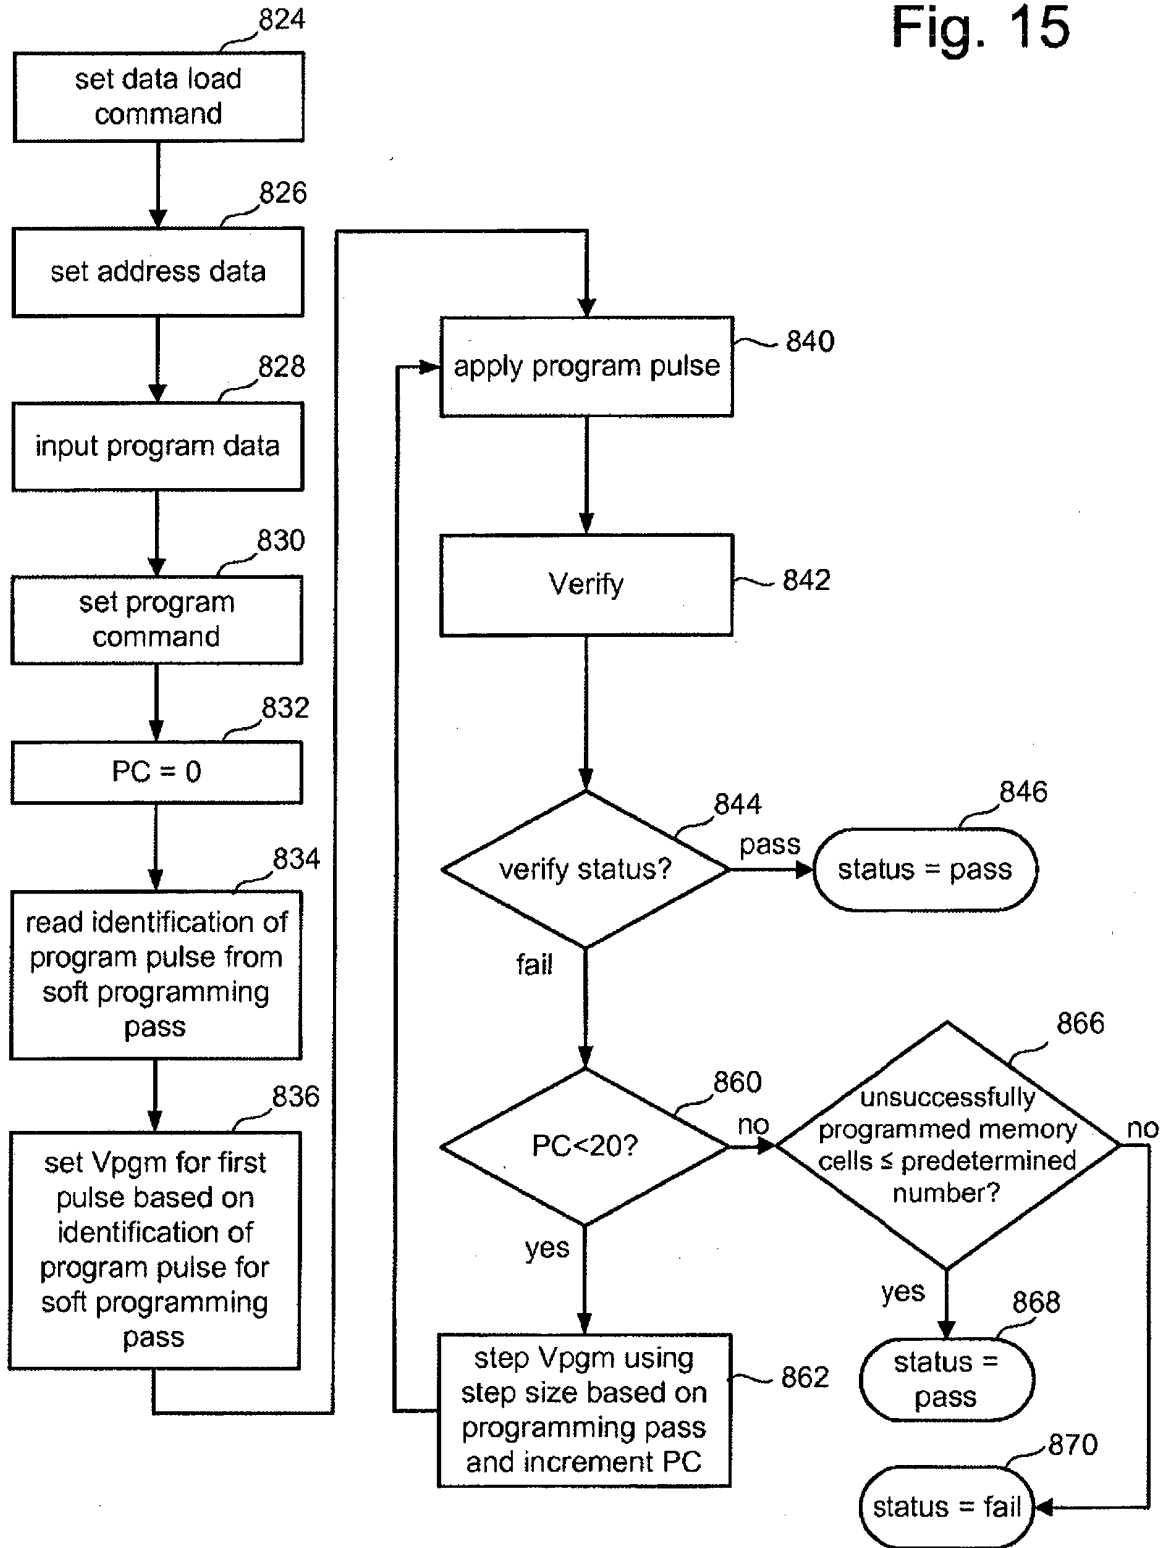 Fig. 15
824
set data load
command
826
set address data
828
input program data
830
set program
command
832
PC = 0
834
read identification of
program pulse from
soft programming
pass
836
set Vpgm for first
pulse based on
identification of
program pulse for
soft programming
pass
840
apply program pulse
842
Verify
844
verify status?
pass
846
status = pass
fail
860
PC<20?
no
866
unsuccessfully
programmed memory
cells ≤ predetermined
number?
no
yes
862
step Vpgm using
step size based on
programming pass
and increment PC
yes
868
status =
pass
870
status = fail